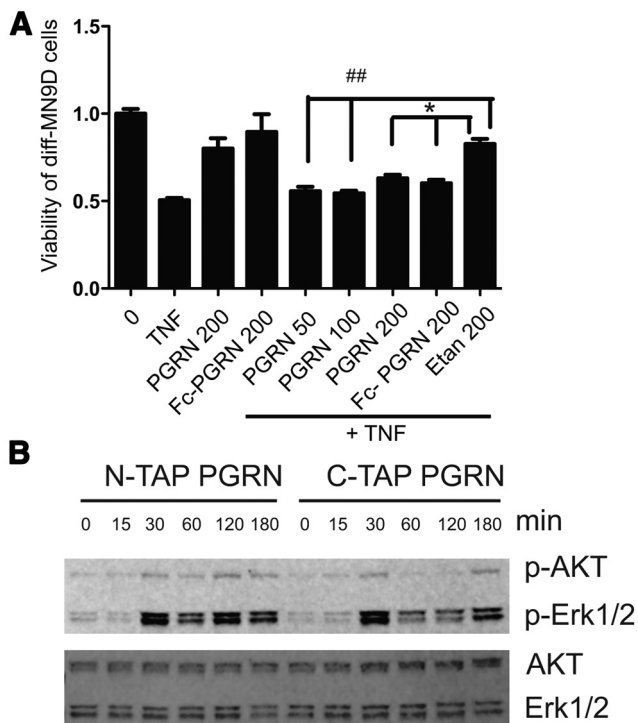 A
Viability of diff-MN9D cells
1.5
1.0
0.5
0.0
##
*
0
TNF
PGRN 200
Fc-PGRN 200
PGRN 50
PGRN 100
PGRN 200
Fc- PGRN 200
Etan 200
+ TNF
B
N-TAP PGRN C-TAP PGRN
0 15 30 60 120 180 0 15 30 60 120 180 min
p-AKT
p-Erk1/2
AKT
Erk1/2